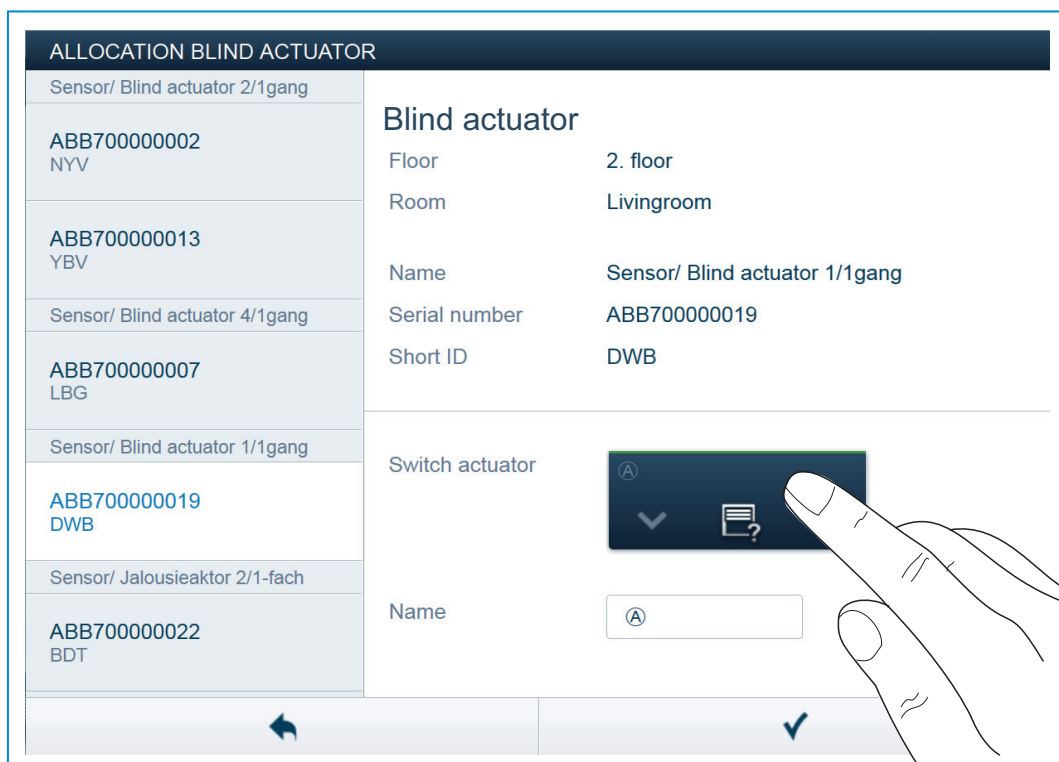 ALLOCATION BLIND ACTUATOR
Sensor/ Blind actuator 2/1gang
ABB700000002
NYV
ABB700000013
YBV
Sensor/ Blind actuator 4/1gang
ABB700000007
LBG
Sensor/ Blind actuator 1/1gang
ABB700000019
DWB
Sensor/ Jalousieaktor 2/1-fach
ABB700000022
BDT
Blind actuator
Floor 2. floor
Room Livingroom
Name Sensor/ Blind actuator 1/1gang
Serial number ABB700000019
Short ID DWB
Switch actuator Ⓐ
?
Name Ⓐ